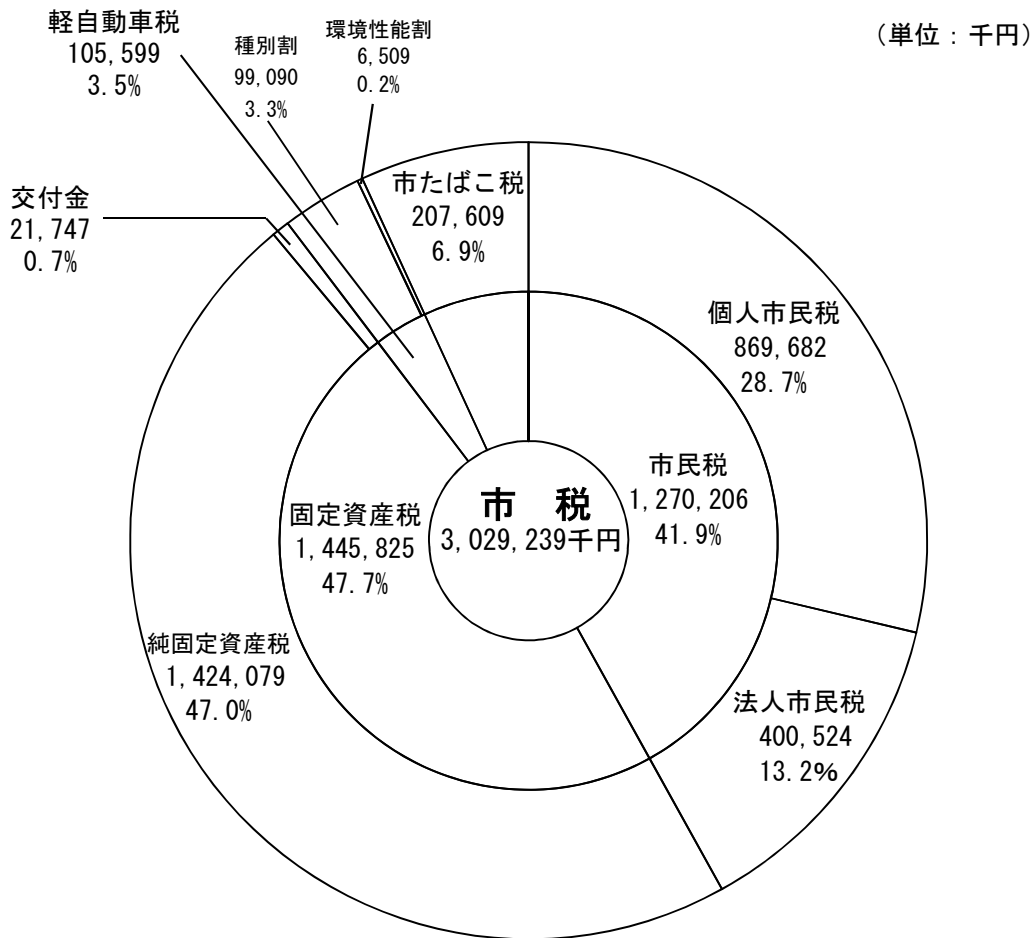 （単位：千円）
軽自動車税
105,599
3.5%
種別割
99,090
3.3%
環境性能割
6,509
0.2%
交付金
21,747
0.7%
市たばこ税
207,609
6.9%
個人市民税
869,682
28.7%
市民税
1,270,206
41.9%
市　税
3,029,239千円
固定資産税
1,445,825
47.7%
純固定資産税
1,424,079
47.0%
法人市民税
400,524
13.2%